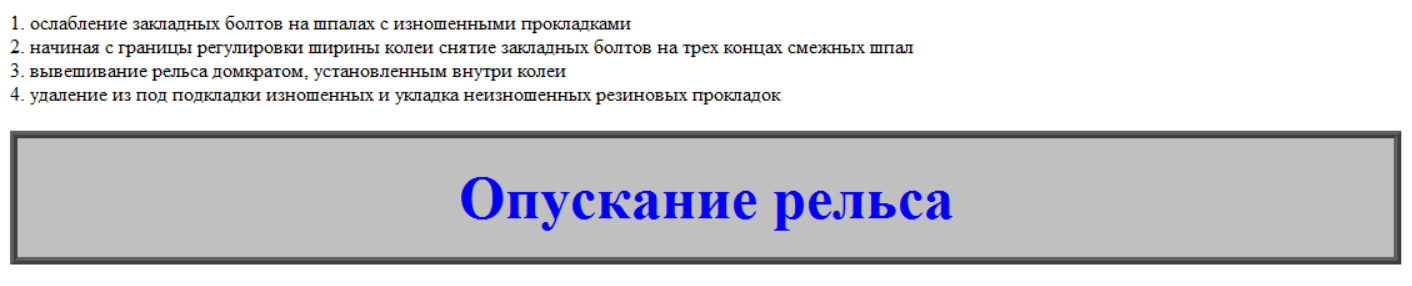 1. ослабление закладных болтов на шпалах с изношенными прокладками
2. начиная с границы регулировки ширины колеи снятие закладных болтов на трех концах смежных шпал
3. вывешивание рельса домкратом, установленным внутри колеи
4. удаление из под подкладки изношенных и укладка неизношенных резиновых прокладок
Опускание рельса